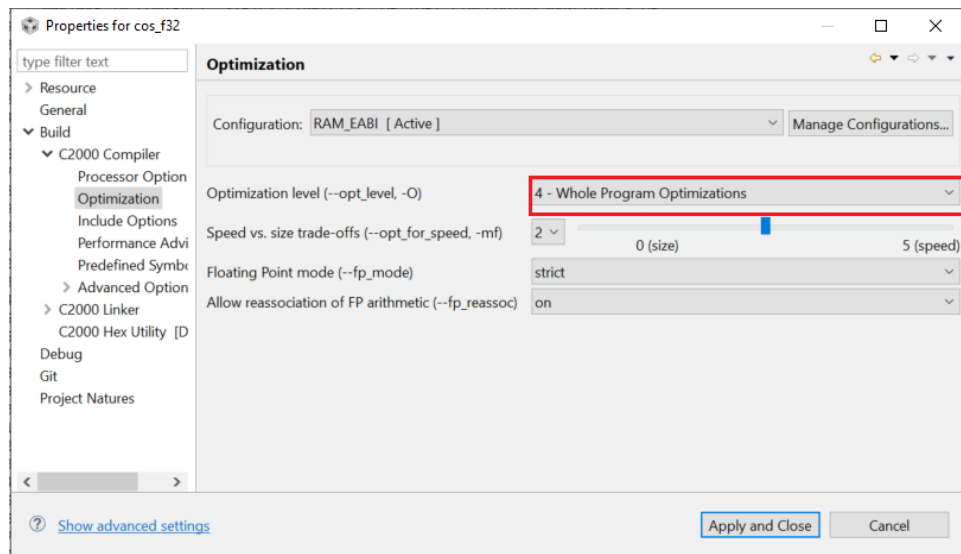 Properties for cos_f32
type filter text
Resource
General
Build
C2000 Compiler
Processor Option
Optimization
Include Options
Performance Advi
Predefined Symbo
Advanced Option
C2000 Linker
C2000 Hex Utility [D
Debug
Git
Project Natures
Optimization
Configuration: RAM_EABI [ Active ] Manage Configurations...
Optimization level (--opt_level, -O) 4 - Whole Program Optimizations
Speed vs. size trade-offs (--opt_for_speed, -mf) 2
0 (size) 5 (speed)
Floating Point mode (--fp_mode) strict
Allow reassociation of FP arithmetic (--fp_reassoc) on
Show advanced settings Apply and Close Cancel